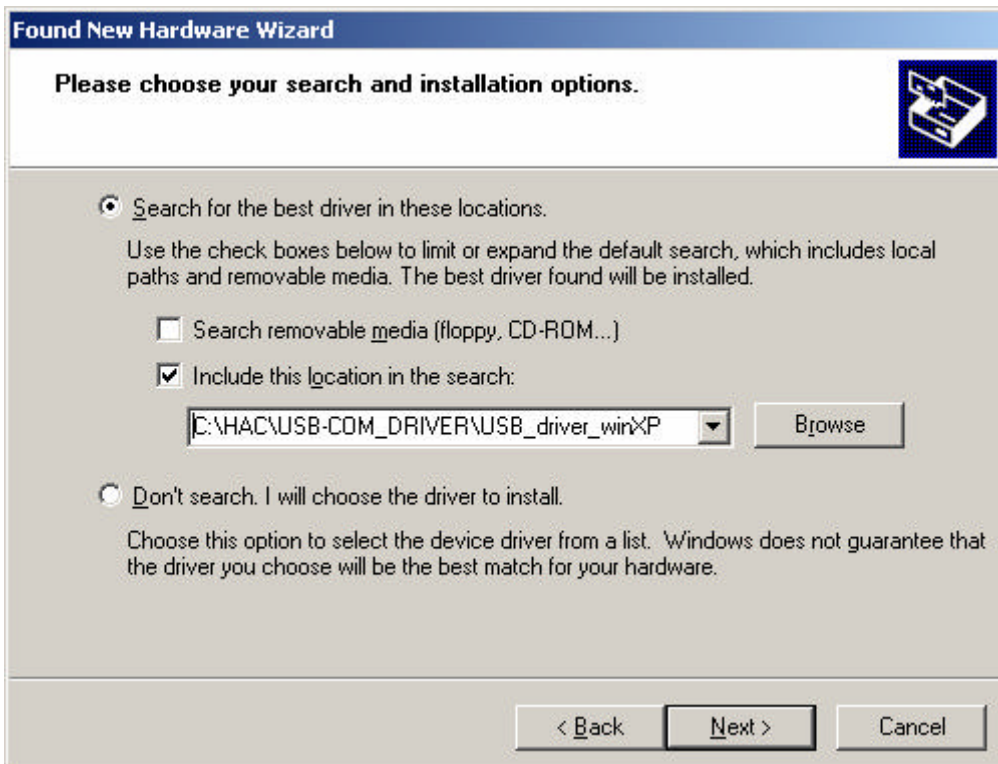 Found New Hardware Wizard
Please choose your search and installation options.
Search for the best driver in these locations.
Use the check boxes below to limit or expand the default search, which includes local
paths and removable media. The best driver found will be installed.
Search removable media (floppy, CD-ROM...)
Include this location in the search:
C:\HAC\USB-COM_DRIVER\USB_driver_winXP
Browse
Don't search. I will choose the driver to install.
Choose this option to select the device driver from a list. Windows does not guarantee that
the driver you choose will be the best match for your hardware.
< Back
Next >
Cancel